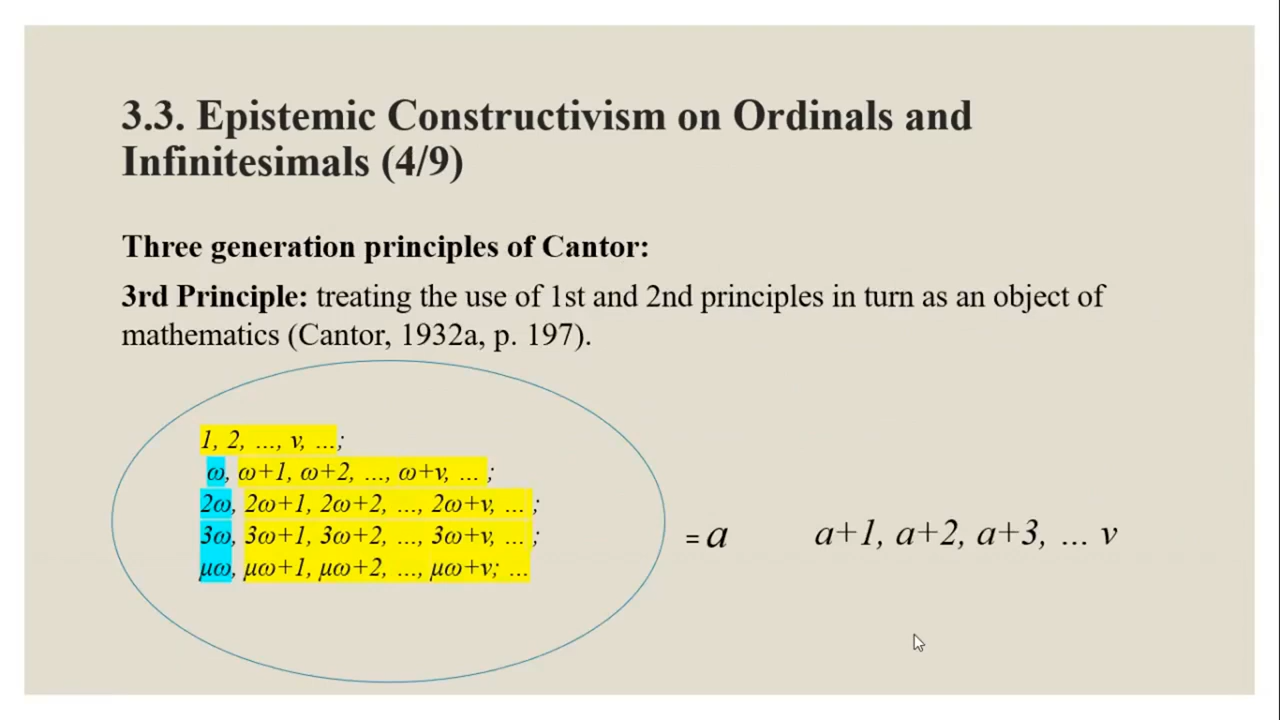 3.3. Epistemic Constructivism on Ordinals and
Infinitesimals (4/9)
Three generation principles of Cantor:
3rd Principle: treating the use of 1st and 2nd principles in turn as an object of
mathematics (Cantor, 1932a, p. 197).
1, 2, ..., ν, ...;
ω, ω+1, ω+2, ..., ω+ν, ... ;
2ω, 2ω+1, 2ω+2, ..., 2ω+ν, ... ;
3ω, 3ω+1, 3ω+2, ..., 3ω+ν, ... ;
μω, μω+1, μω+2, ..., μω+ν; ...
= a
a+1, a+2, a+3, ... ν